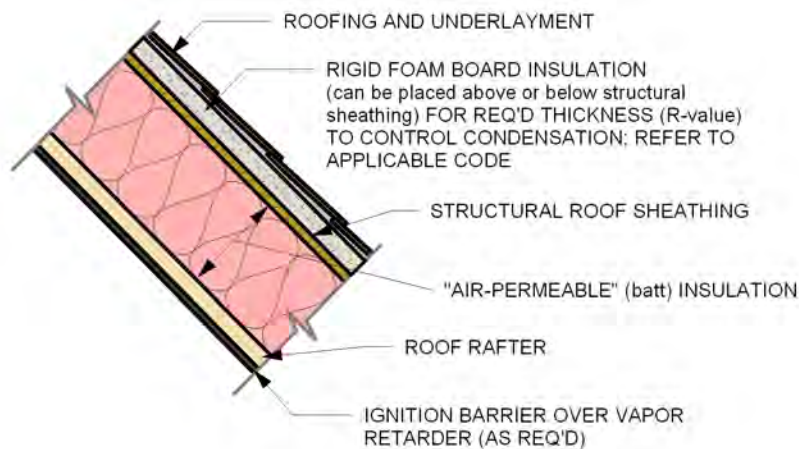 ROOFING AND UNDERLAYMENT
RIGID FOAM BOARD INSULATION
(can be placed above or below structural
sheathing) FOR REQ'D THICKNESS (R-value)
TO CONTROL CONDENSATION; REFER TO
APPLICABLE CODE
STRUCTURAL ROOF SHEATHING
"AIR-PERMEABLE" (batt) INSULATION
ROOF RAFTER
IGNITION BARRIER OVER VAPOR
RETARDER (AS REQ'D)